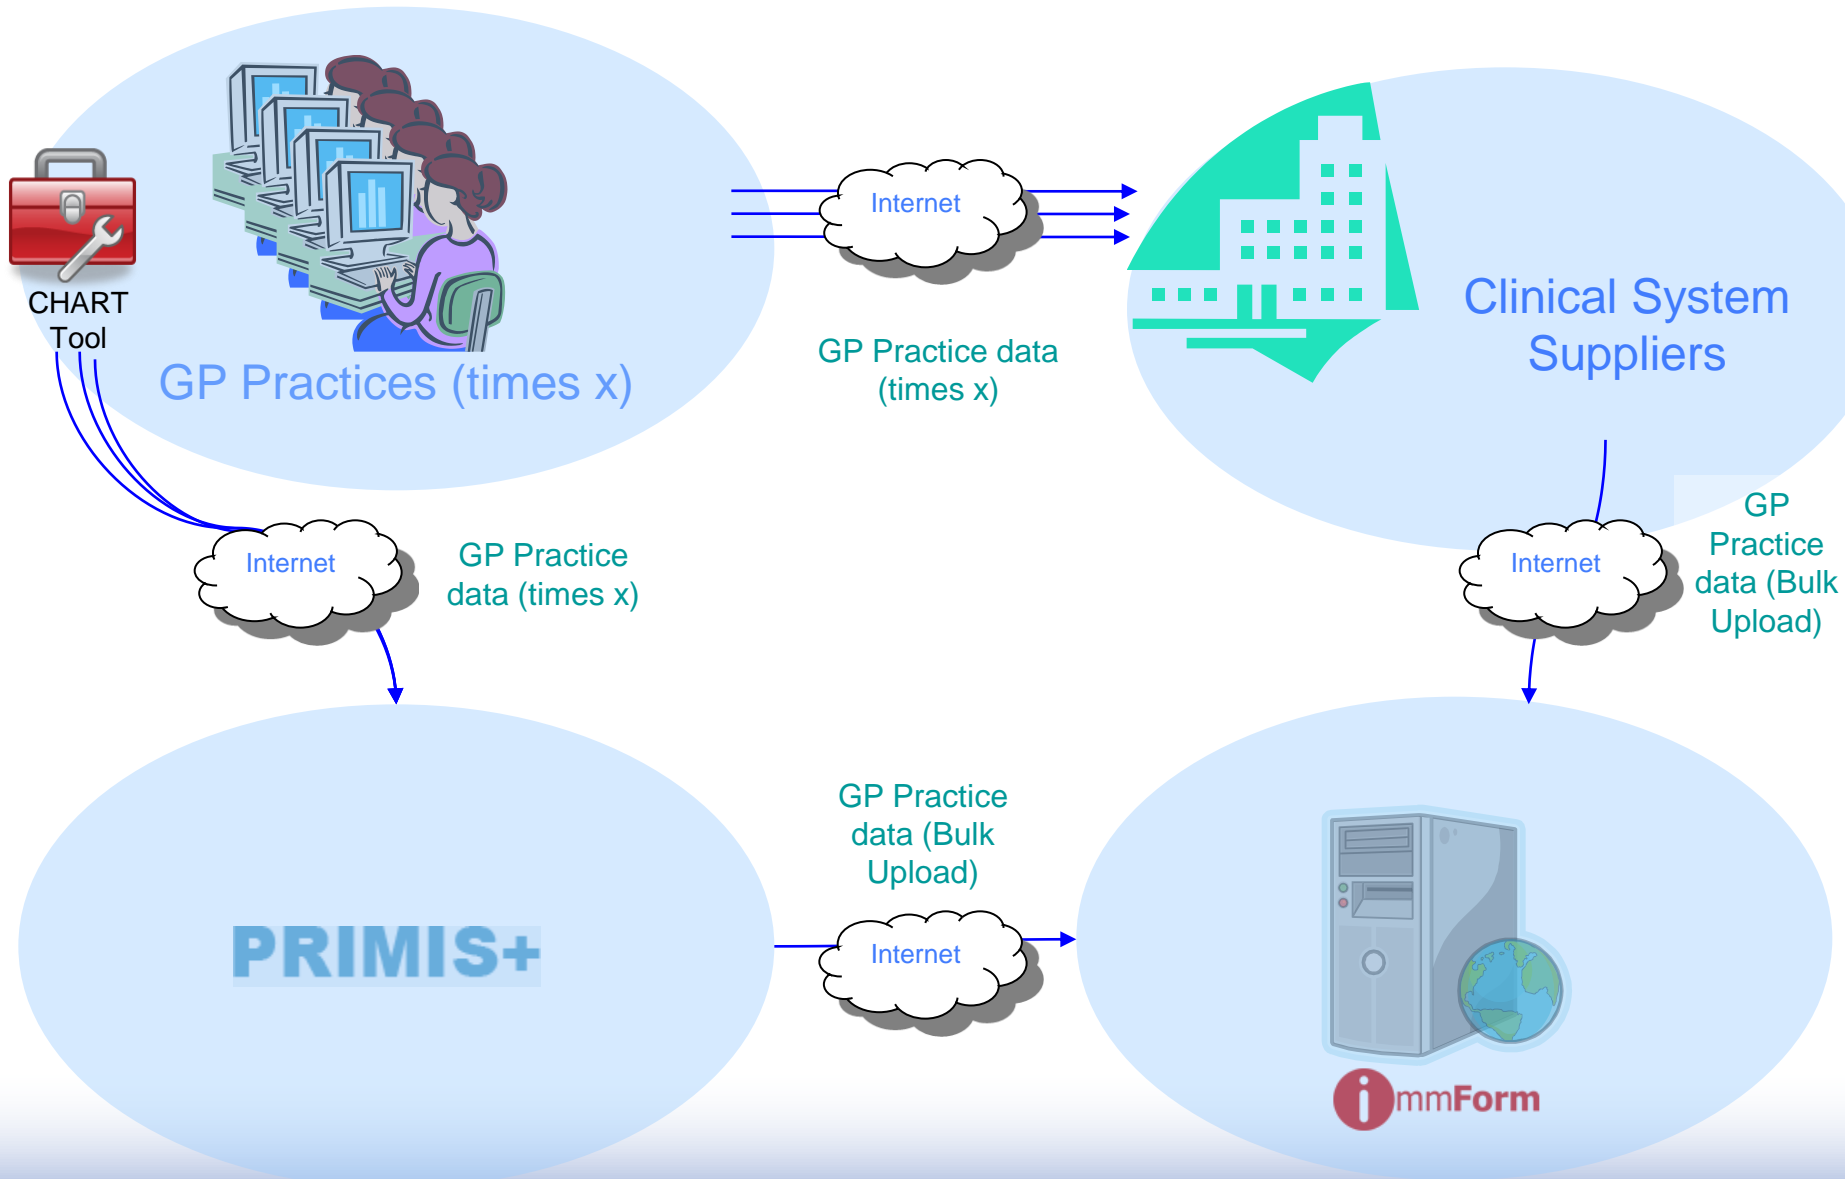 Internet
CHART
Tool
GP Practices (times x)
GP Practice data
(times x)
Clinical System
Suppliers
Internet
GP Practice
data (times x)
Internet
GP
Practice
data (Bulk
Upload)
GP Practice
data (Bulk
Upload)
PRIMIS+
Internet
immForm